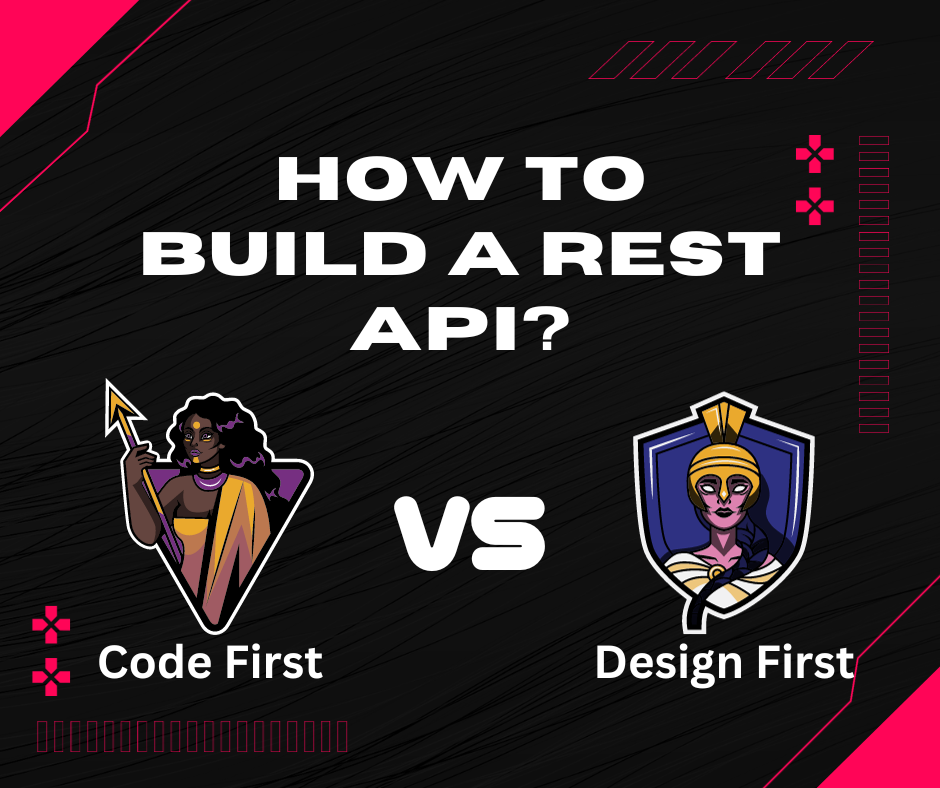 HOW TO
BUILD A REST
API?
VS
Code First
Design First